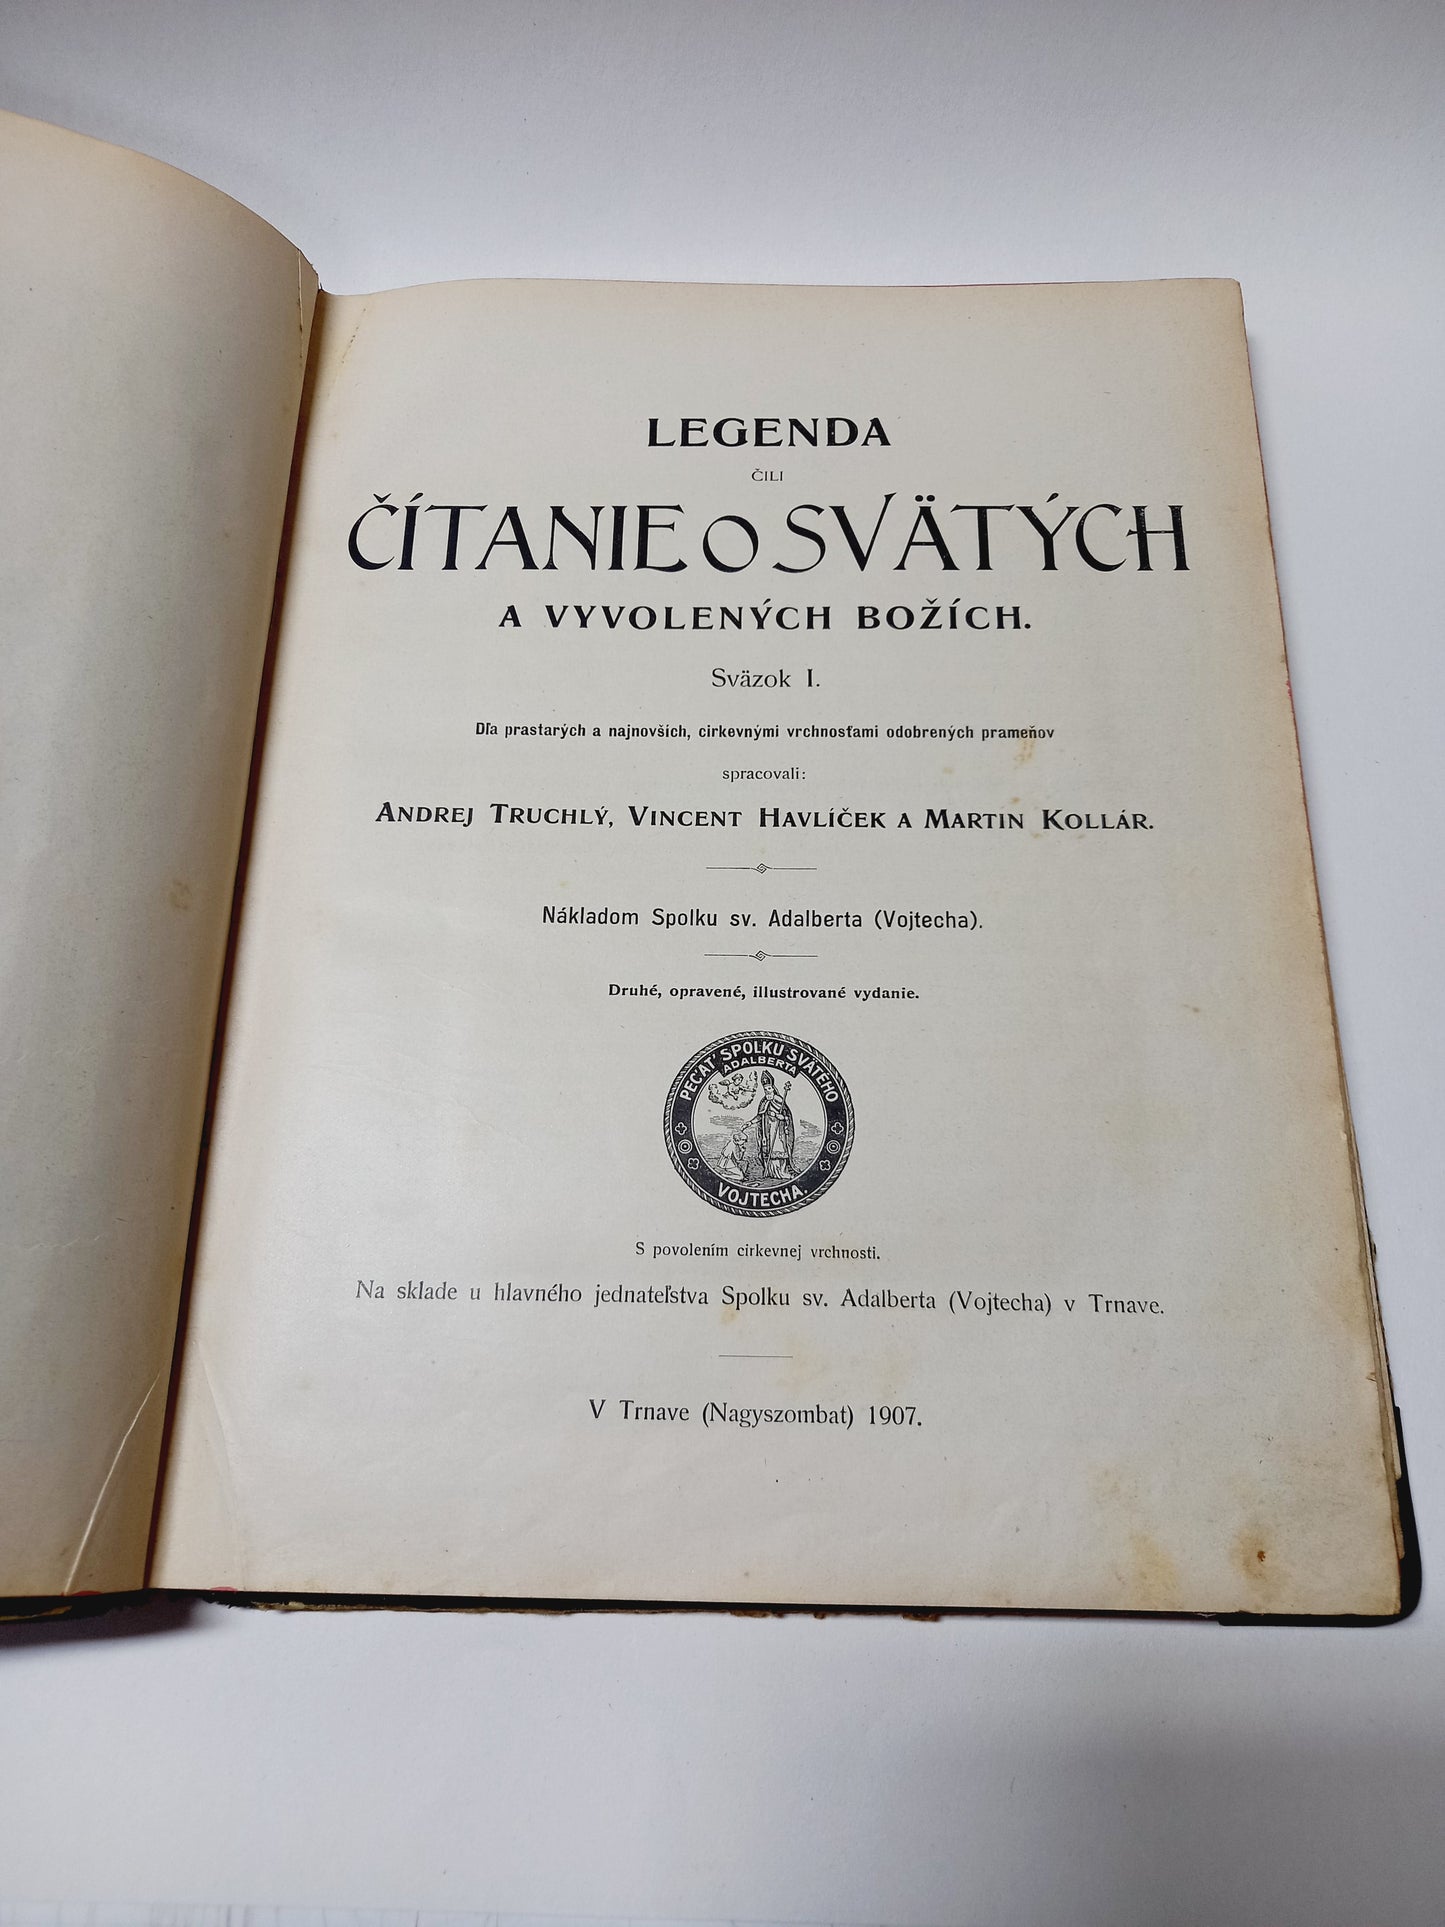 LEGENDA
ČILI
ČÍTANIE O SVÄTÝCH
A VYVOLENÝCH BOŽÍCH.
Sväzok I.
Dľa prastarých a najnovších, cirkevnými vrchnosťami odobrených prameňov
spracovali:
ANDREJ TRUCHLÝ, VINCENT HAVLÍČEK A MARTIN KOLLÁR.
Nákladom Spolku sv. Adalberta (Vojtecha).
Druhé, opravené, illustrované vydanie.
PEČAŤ SPOLKU SVÄTÉHO
ADALBERTA
VOJTECHA.
S povolením cirkevnej vrchnosti.
Na sklade u hlavného jednateľstva Spolku sv. Adalberta (Vojtecha) v Trnave.
V Trnave (Nagyszombat) 1907.